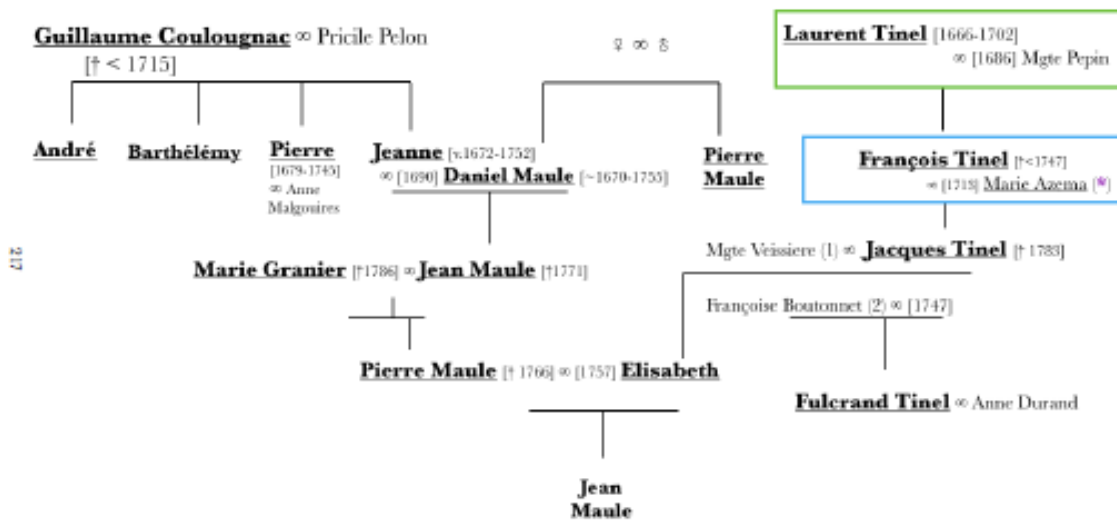 Guillaume Coulougnac ∞ Pricile Pelon
[† < 1715]
♀ ∞ ♂
Laurent Tinel [1666-1702]
∞ [1686] Mgte Pepin
André
Barthélémy
Pierre
[1679-1745]
∞ Anne
Malgouires
Jeanne [v.1672-1752]
∞ [1690] Daniel Maule [~1670-1755]
Pierre
Maule
François Tinel [†<1747]
∞ [1713] Marie Azema (*)
217
Marie Granier [†1786] ∞ Jean Maule [†1771]
Mgte Veissiere (1) ∞ Jacques Tinel [† 1783]
Françoise Boutonnet (2) ∞ [1747]
Pierre Maule [† 1766] ∞ [1757] Elisabeth
Fulcrand Tinel ∞ Anne Durand
Jean
Maule